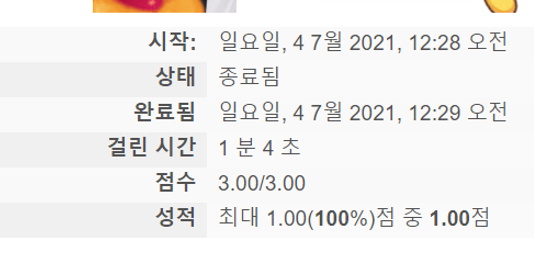 시작: 일요일, 4 7월 2021, 12:28 오전
상태 종료됨
완료됨 일요일, 4 7월 2021, 12:29 오전
걸린 시간 1 분 4 초
점수 3.00/3.00
성적 최대 1.00(100%)점 중 1.00점